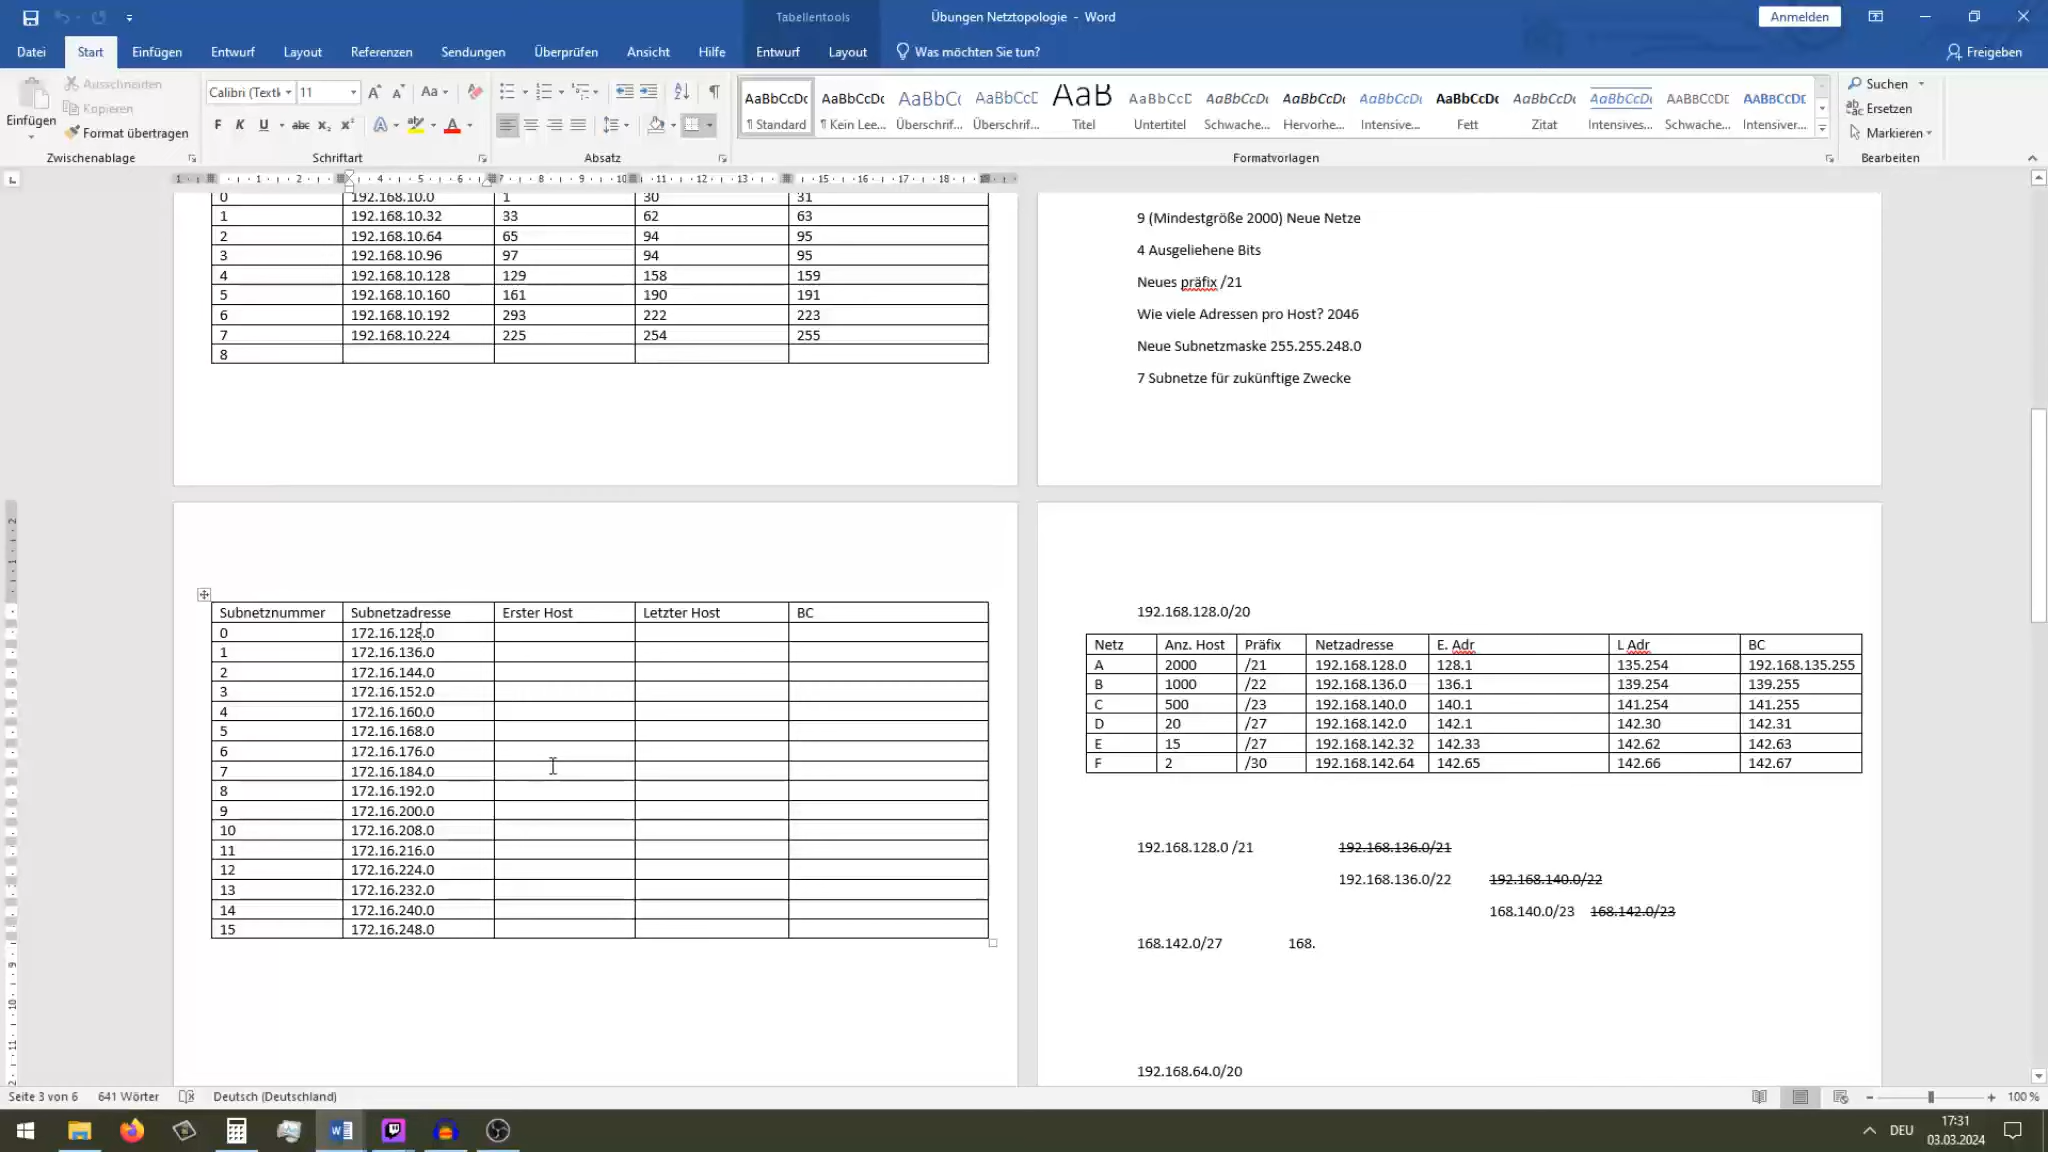 Tabellentools
Übungen Netztopologie - Word
Anmelden
Datei Start Einfügen Entwurf Layout Referenzen Sendungen Überprüfen Ansicht Hilfe Entwurf Layout Was möchten Sie tun? Freigeben
Einfügen
Ausschneiden
Kopieren
Format übertragen
Zwischenablage
Calibri (Textk 11
Aa
F K U abc x₂ x² A ab A
Schriftart
Absatz
AaBbCcDc AaBbCcDc AaBbC( AaBbCcD AaB AaBbCcD AaBbCcDi AaBbCcDi AaBbCcDi AaBbCcDc AaBbCcDi AaBbCcDi AABBCCDI AABBCCDI
¶ Standard ¶ Kein Lee... Überschrif... Überschrif... Titel Untertitel Schwache... Hervorhe... Intensive... Fett Zitat Intensives... Schwache... Intensiver...
Formatvorlagen
Suchen
Ersetzen
Markieren
Bearbeiten
0 192.168.10.0 1 30 31
1 192.168.10.32 33 62 63
2 192.168.10.64 65 94 95
3 192.168.10.96 97 94 95
4 192.168.10.128 129 158 159
5 192.168.10.160 161 190 191
6 192.168.10.192 293 222 223
7 192.168.10.224 225 254 255
8
9 (Mindestgröße 2000) Neue Netze
4 Ausgeliehene Bits
Neues präfix /21
Wie viele Adressen pro Host? 2046
Neue Subnetzmaske 255.255.248.0
7 Subnetze für zukünftige Zwecke
Subnetznummer Subnetzadresse Erster Host Letzter Host BC
0 172.16.128.0
1 172.16.136.0
2 172.16.144.0
3 172.16.152.0
4 172.16.160.0
5 172.16.168.0
6 172.16.176.0
7 172.16.184.0
8 172.16.192.0
9 172.16.200.0
10 172.16.208.0
11 172.16.216.0
12 172.16.224.0
13 172.16.232.0
14 172.16.240.0
15 172.16.248.0
192.168.128.0/20
Netz Anz. Host Präfix Netzadresse E. Adr L Adr BC
A 2000 /21 192.168.128.0 128.1 135.254 192.168.135.255
B 1000 /22 192.168.136.0 136.1 139.254 139.255
C 500 /23 192.168.140.0 140.1 141.254 141.255
D 20 /27 192.168.142.0 142.1 142.30 142.31
E 15 /27 192.168.142.32 142.33 142.62 142.63
F 2 /30 192.168.142.64 142.65 142.66 142.67
192.168.128.0 /21 192.168.136.0/21
192.168.136.0/22 192.168.140.0/22
168.140.0/23 168.142.0/23
168.142.0/27 168.
192.168.64.0/20
Seite 3 von 6 641 Wörter Deutsch (Deutschland) 100 %
DEU
17:31
03.03.2024